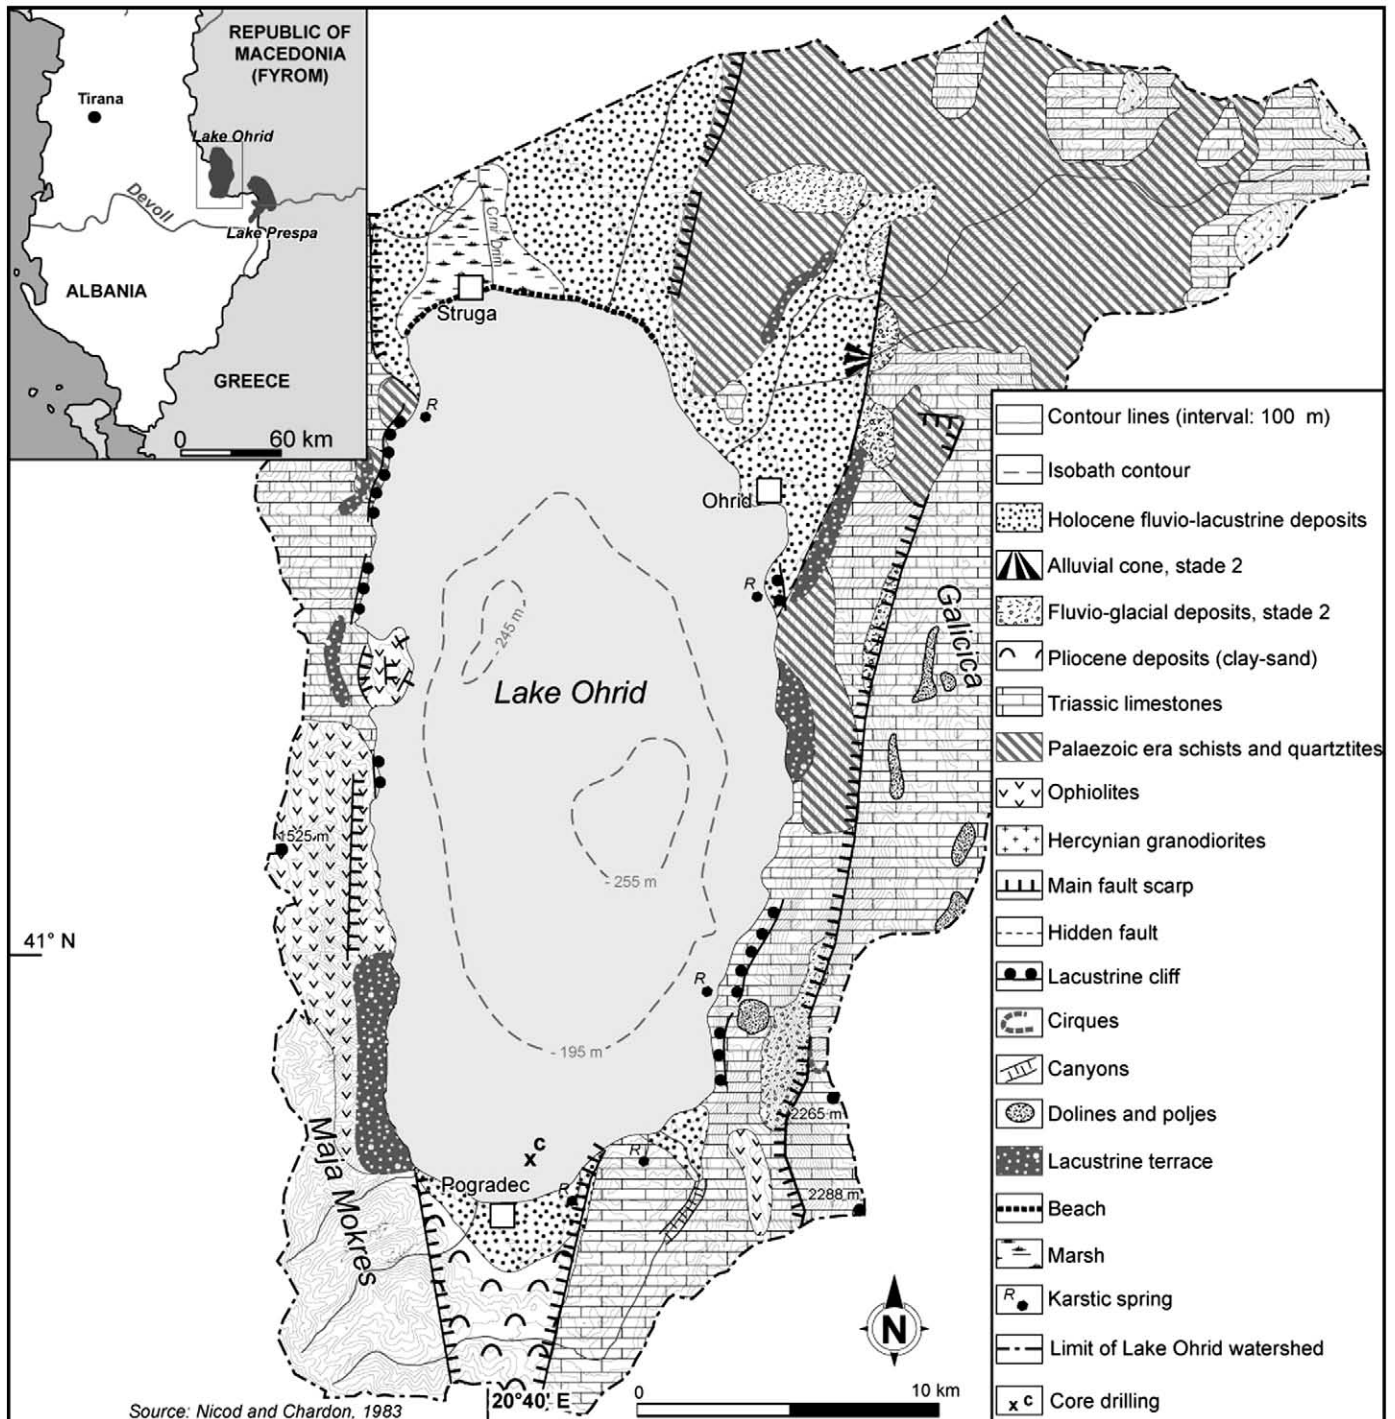 REPUBLIC OF
MACEDONIA
(FYROM)
Tirana
Lake Ohrid
Devoll
Lake Prespa
ALBANIA
GREECE
0 60 km
Crni Drim
Struga
R
Ohrid
R
- 245 m
Lake Ohrid
Galicica
1525 m
- 255 m
41° N
R
- 195 m
2265 m
Maja Mokres
c
x
R
Pogradec
R
2288 m
N
20°40' E
0 10 km
Source: Nicod and Chardon, 1983
Contour lines (interval: 100 m)
Isobath contour
Holocene fluvio-lacustrine deposits
Alluvial cone, stade 2
Fluvio-glacial deposits, stade 2
Pliocene deposits (clay-sand)
Triassic limestones
Palaezoic era schists and quartztites
Ophiolites
Hercynian granodiorites
Main fault scarp
Hidden fault
Lacustrine cliff
Cirques
Canyons
Dolines and poljes
Lacustrine terrace
Beach
Marsh
R Karstic spring
Limit of Lake Ohrid watershed
x c Core drilling